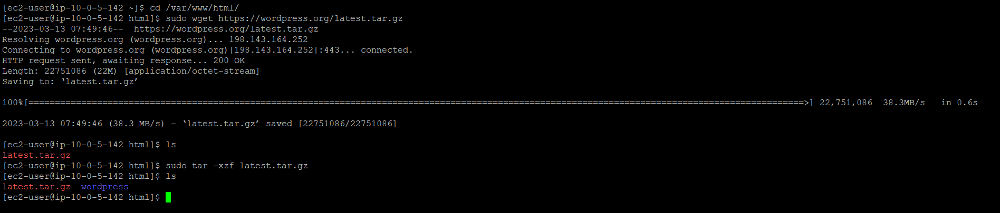 [ec2-user@ip-10-0-5-142 ~]$ cd /var/www/html/
[ec2-user@ip-10-0-5-142 html]$ sudo wget https://wordpress.org/latest.tar.gz
--2023-03-13 07:49:46--  https://wordpress.org/latest.tar.gz
Resolving wordpress.org (wordpress.org)... 198.143.164.252
Connecting to wordpress.org (wordpress.org)|198.143.164.252|:443... connected.
HTTP request sent, awaiting response... 200 OK
Length: 22751086 (22M) [application/octet-stream]
Saving to: ‘latest.tar.gz’
100%[===================================================================================================================================================>] 22,751,086  38.3MB/s   in 0.6s
2023-03-13 07:49:46 (38.3 MB/s) - ‘latest.tar.gz’ saved [22751086/22751086]
[ec2-user@ip-10-0-5-142 html]$ ls
latest.tar.gz
[ec2-user@ip-10-0-5-142 html]$ sudo tar -xzf latest.tar.gz
[ec2-user@ip-10-0-5-142 html]$ ls
latest.tar.gz  wordpress
[ec2-user@ip-10-0-5-142 html]$